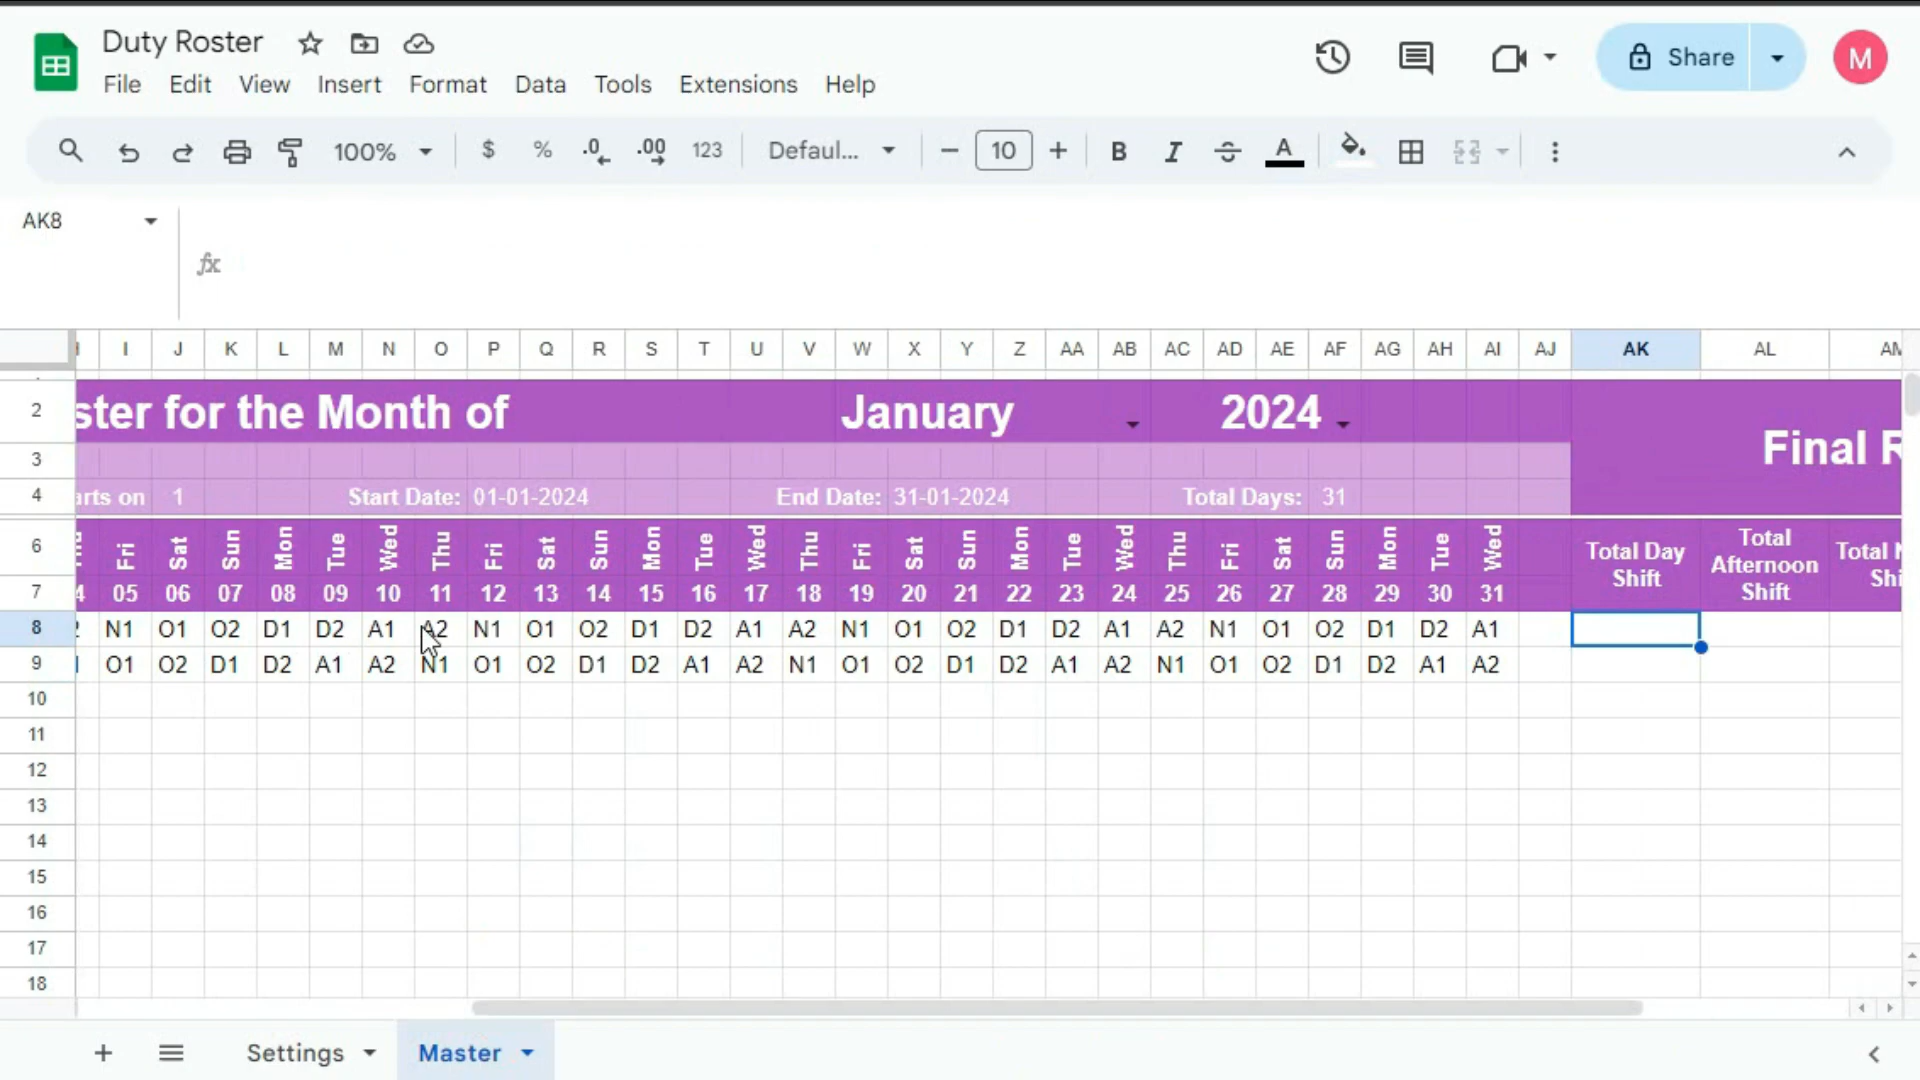 Duty Roster
File Edit View Insert Format Data Tools Extensions Help
Share
M
100% $ % .0 .00 123 Defaul... 10 B I A
AK8
fx
I J K L M N O P Q R S T U V W X Y Z AA AB AC AD AE AF AG AH AI AJ AK AL
2 ster for the Month of January 2024
Final R
3
4 arts on 1 Start Date: 01-01-2024 End Date: 31-01-2024 Total Days: 31
6 Fri Sat Sun Mon Tue Wed Thu Fri Sat Sun Mon Tue Wed Thu Fri Sat Sun Mon Tue Wed Thu Fri Sat Sun Mon Tue Wed
7 4 05 06 07 08 09 10 11 12 13 14 15 16 17 18 19 20 21 22 23 24 25 26 27 28 29 30 31
Total Day
Shift
Total
Afternoon
Shift
Total N
Shi
8 2 N1 O1 O2 D1 D2 A1 A2 N1 O1 O2 D1 D2 A1 A2 N1 O1 O2 D1 D2 A1 A2 N1 O1 O2 D1 D2 A1
9 O1 O2 D1 D2 A1 A2 N1 O1 O2 D1 D2 A1 A2 N1 O1 O2 D1 D2 A1 A2 N1 O1 O2 D1 D2 A1 A2
10
11
12
13
14
15
16
17
18
Settings Master